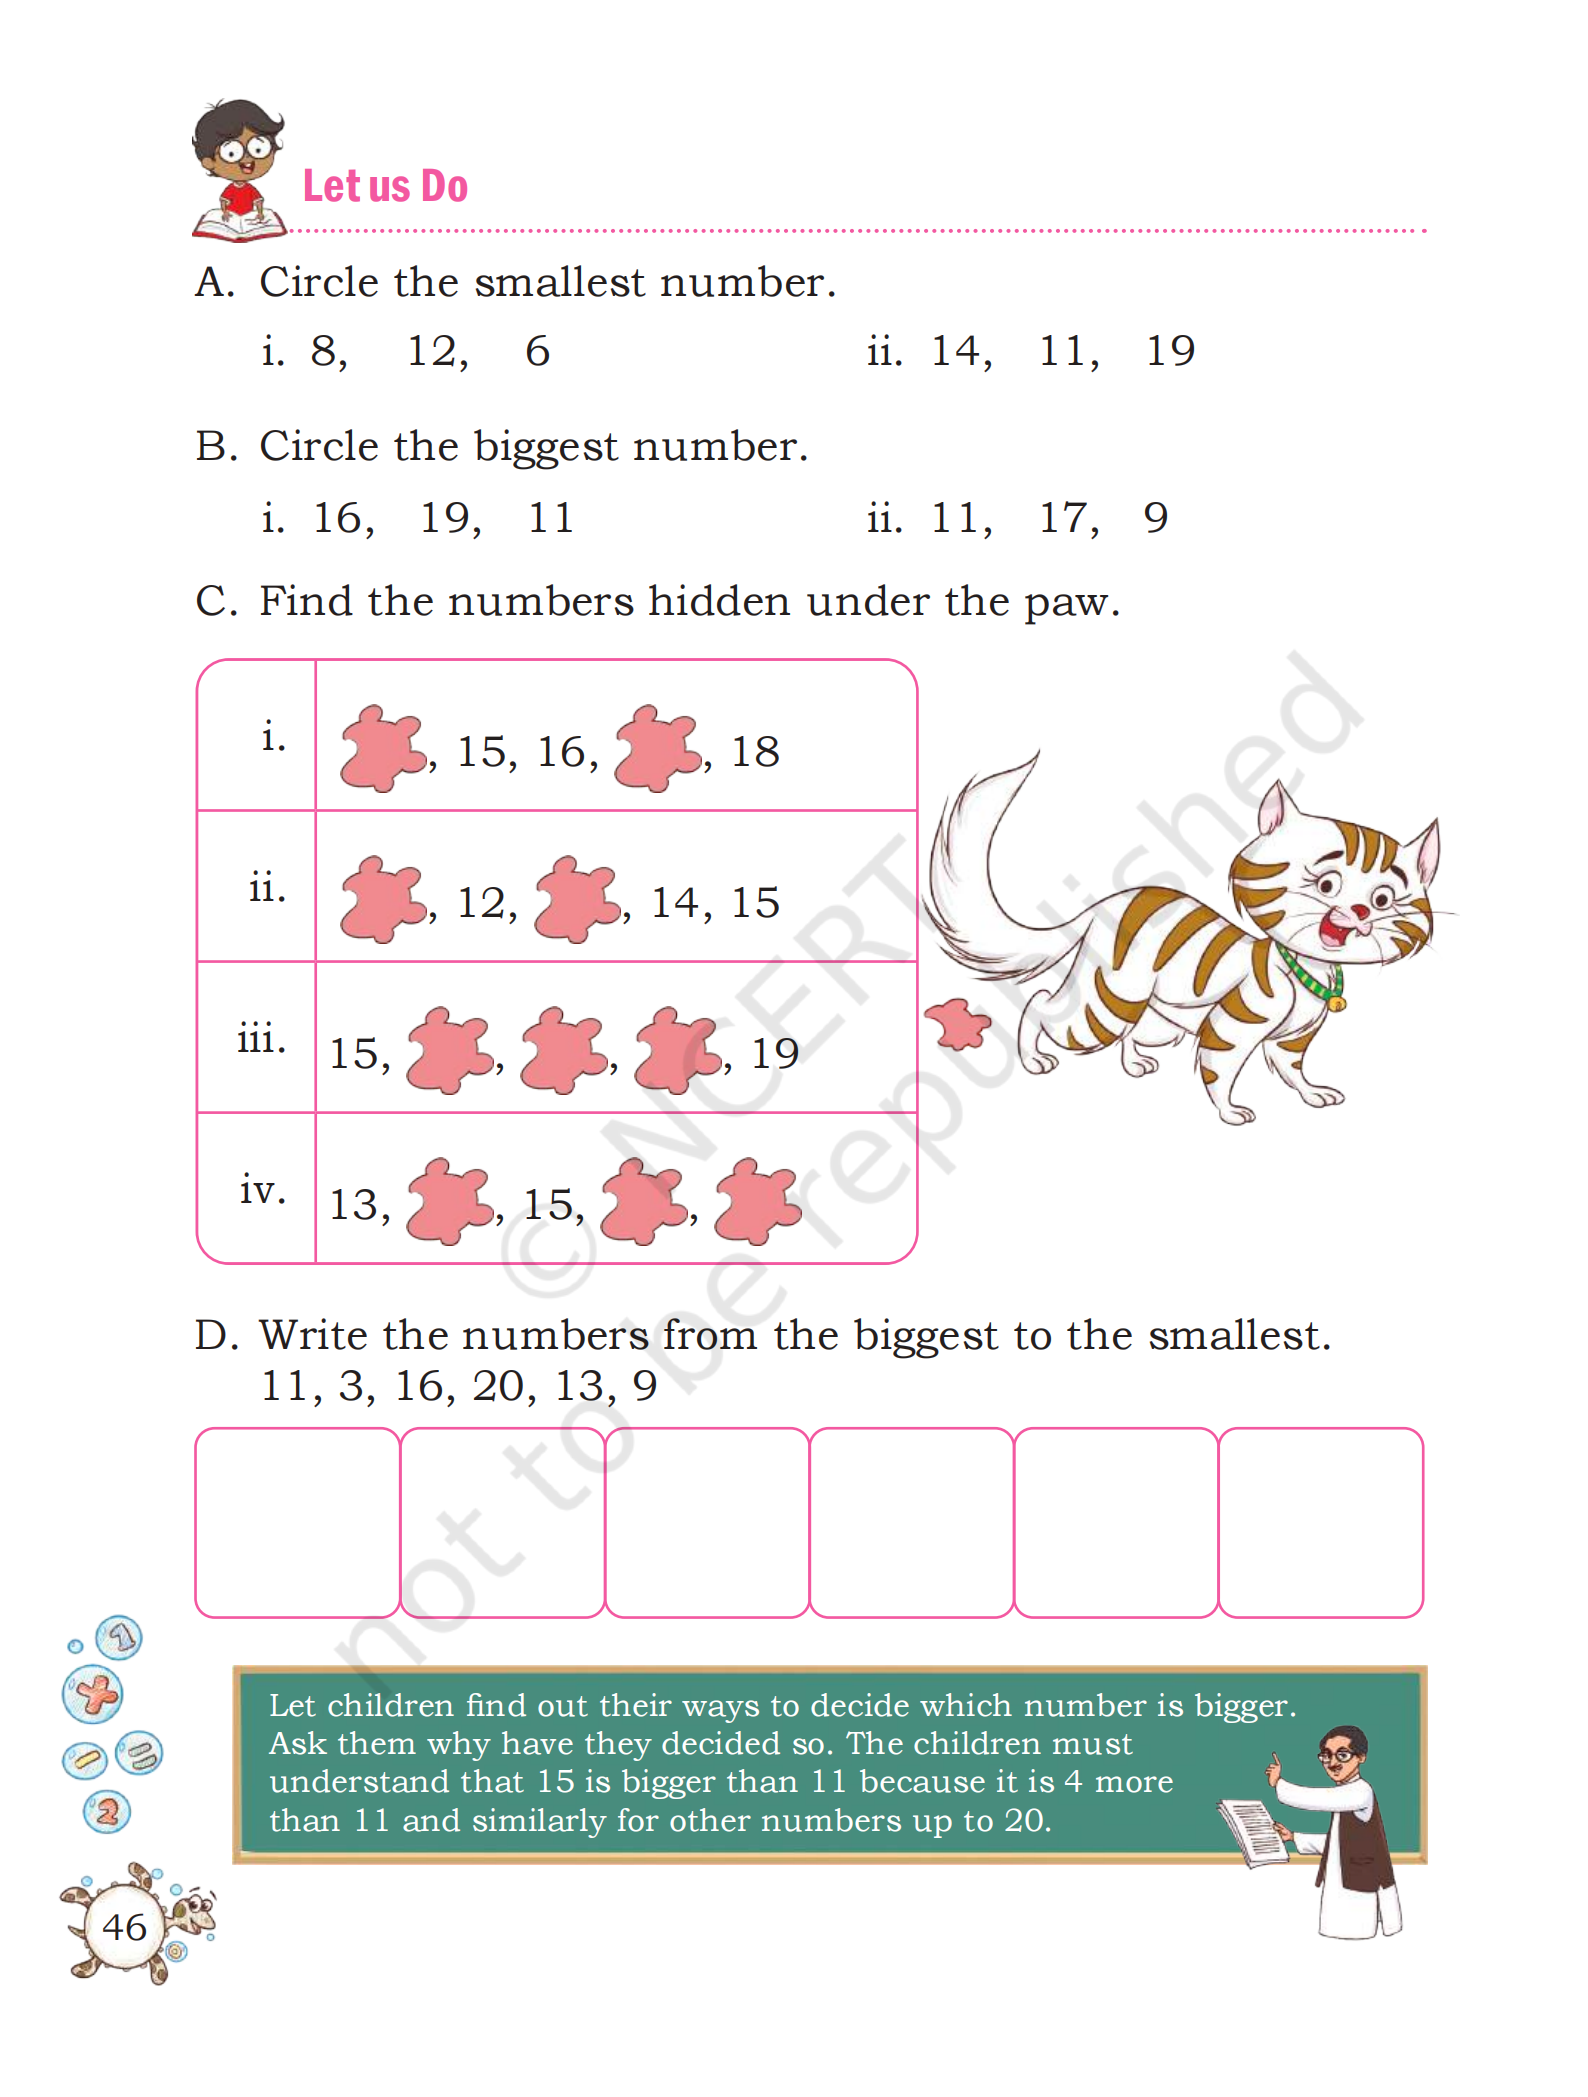 Let us Do
A. Circle the smallest number.
i. 8, 12, 6 ii. 14, 11, 19
B. Circle the biggest number.
i. 16, 19, 11 ii. 11, 17, 9
C. Find the numbers hidden under the paw.
i. , 15, 16, , 18
ii. , 12, , 14, 15
iii. 15, , , , 19
iv. 13, , 15, ,
D. Write the numbers from the biggest to the smallest.
11, 3, 16, 20, 13, 9
Let children find out their ways to decide which number is bigger.
Ask them why have they decided so. The children must
understand that 15 is bigger than 11 because it is 4 more
than 11 and similarly for other numbers up to 20.
1
2
46
© NCERT
not to be republished